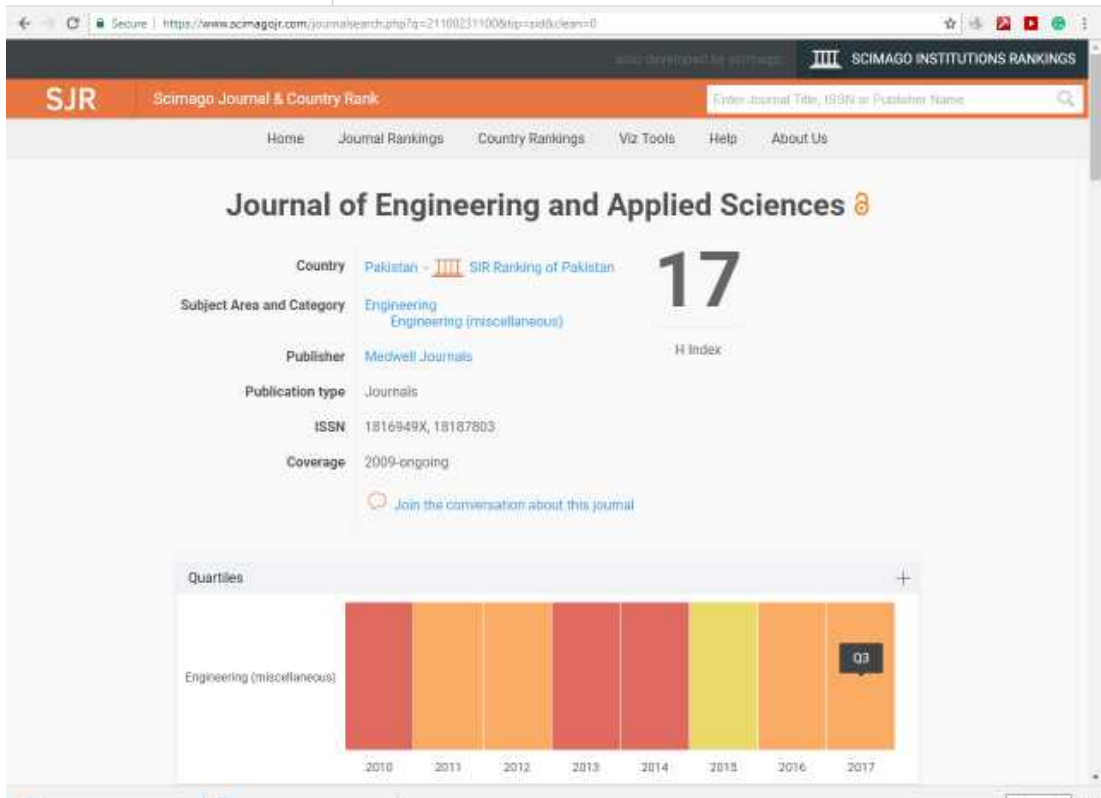 Secure https://www.scimagojr.com/journalsearch.php?q=21100231100&tip=sid&clean=0
also developed by scimago: SCIMAGO INSTITUTIONS RANKINGS
SJR Scimago Journal & Country Rank Enter Journal Title, ISSN or Publisher Name
Home Journal Rankings Country Rankings Viz Tools Help About Us
Journal of Engineering and Applied Sciences
Country Pakistan - SIR Ranking of Pakistan
17
H Index
Subject Area and Category Engineering
Engineering (miscellaneous)
Publisher Medwell Journals
Publication type Journals
ISSN 1816949X, 18187803
Coverage 2009-ongoing
Join the conversation about this journal
Quartiles +
Engineering (miscellaneous)
Q3
2010 2011 2012 2013 2014 2015 2016 2017